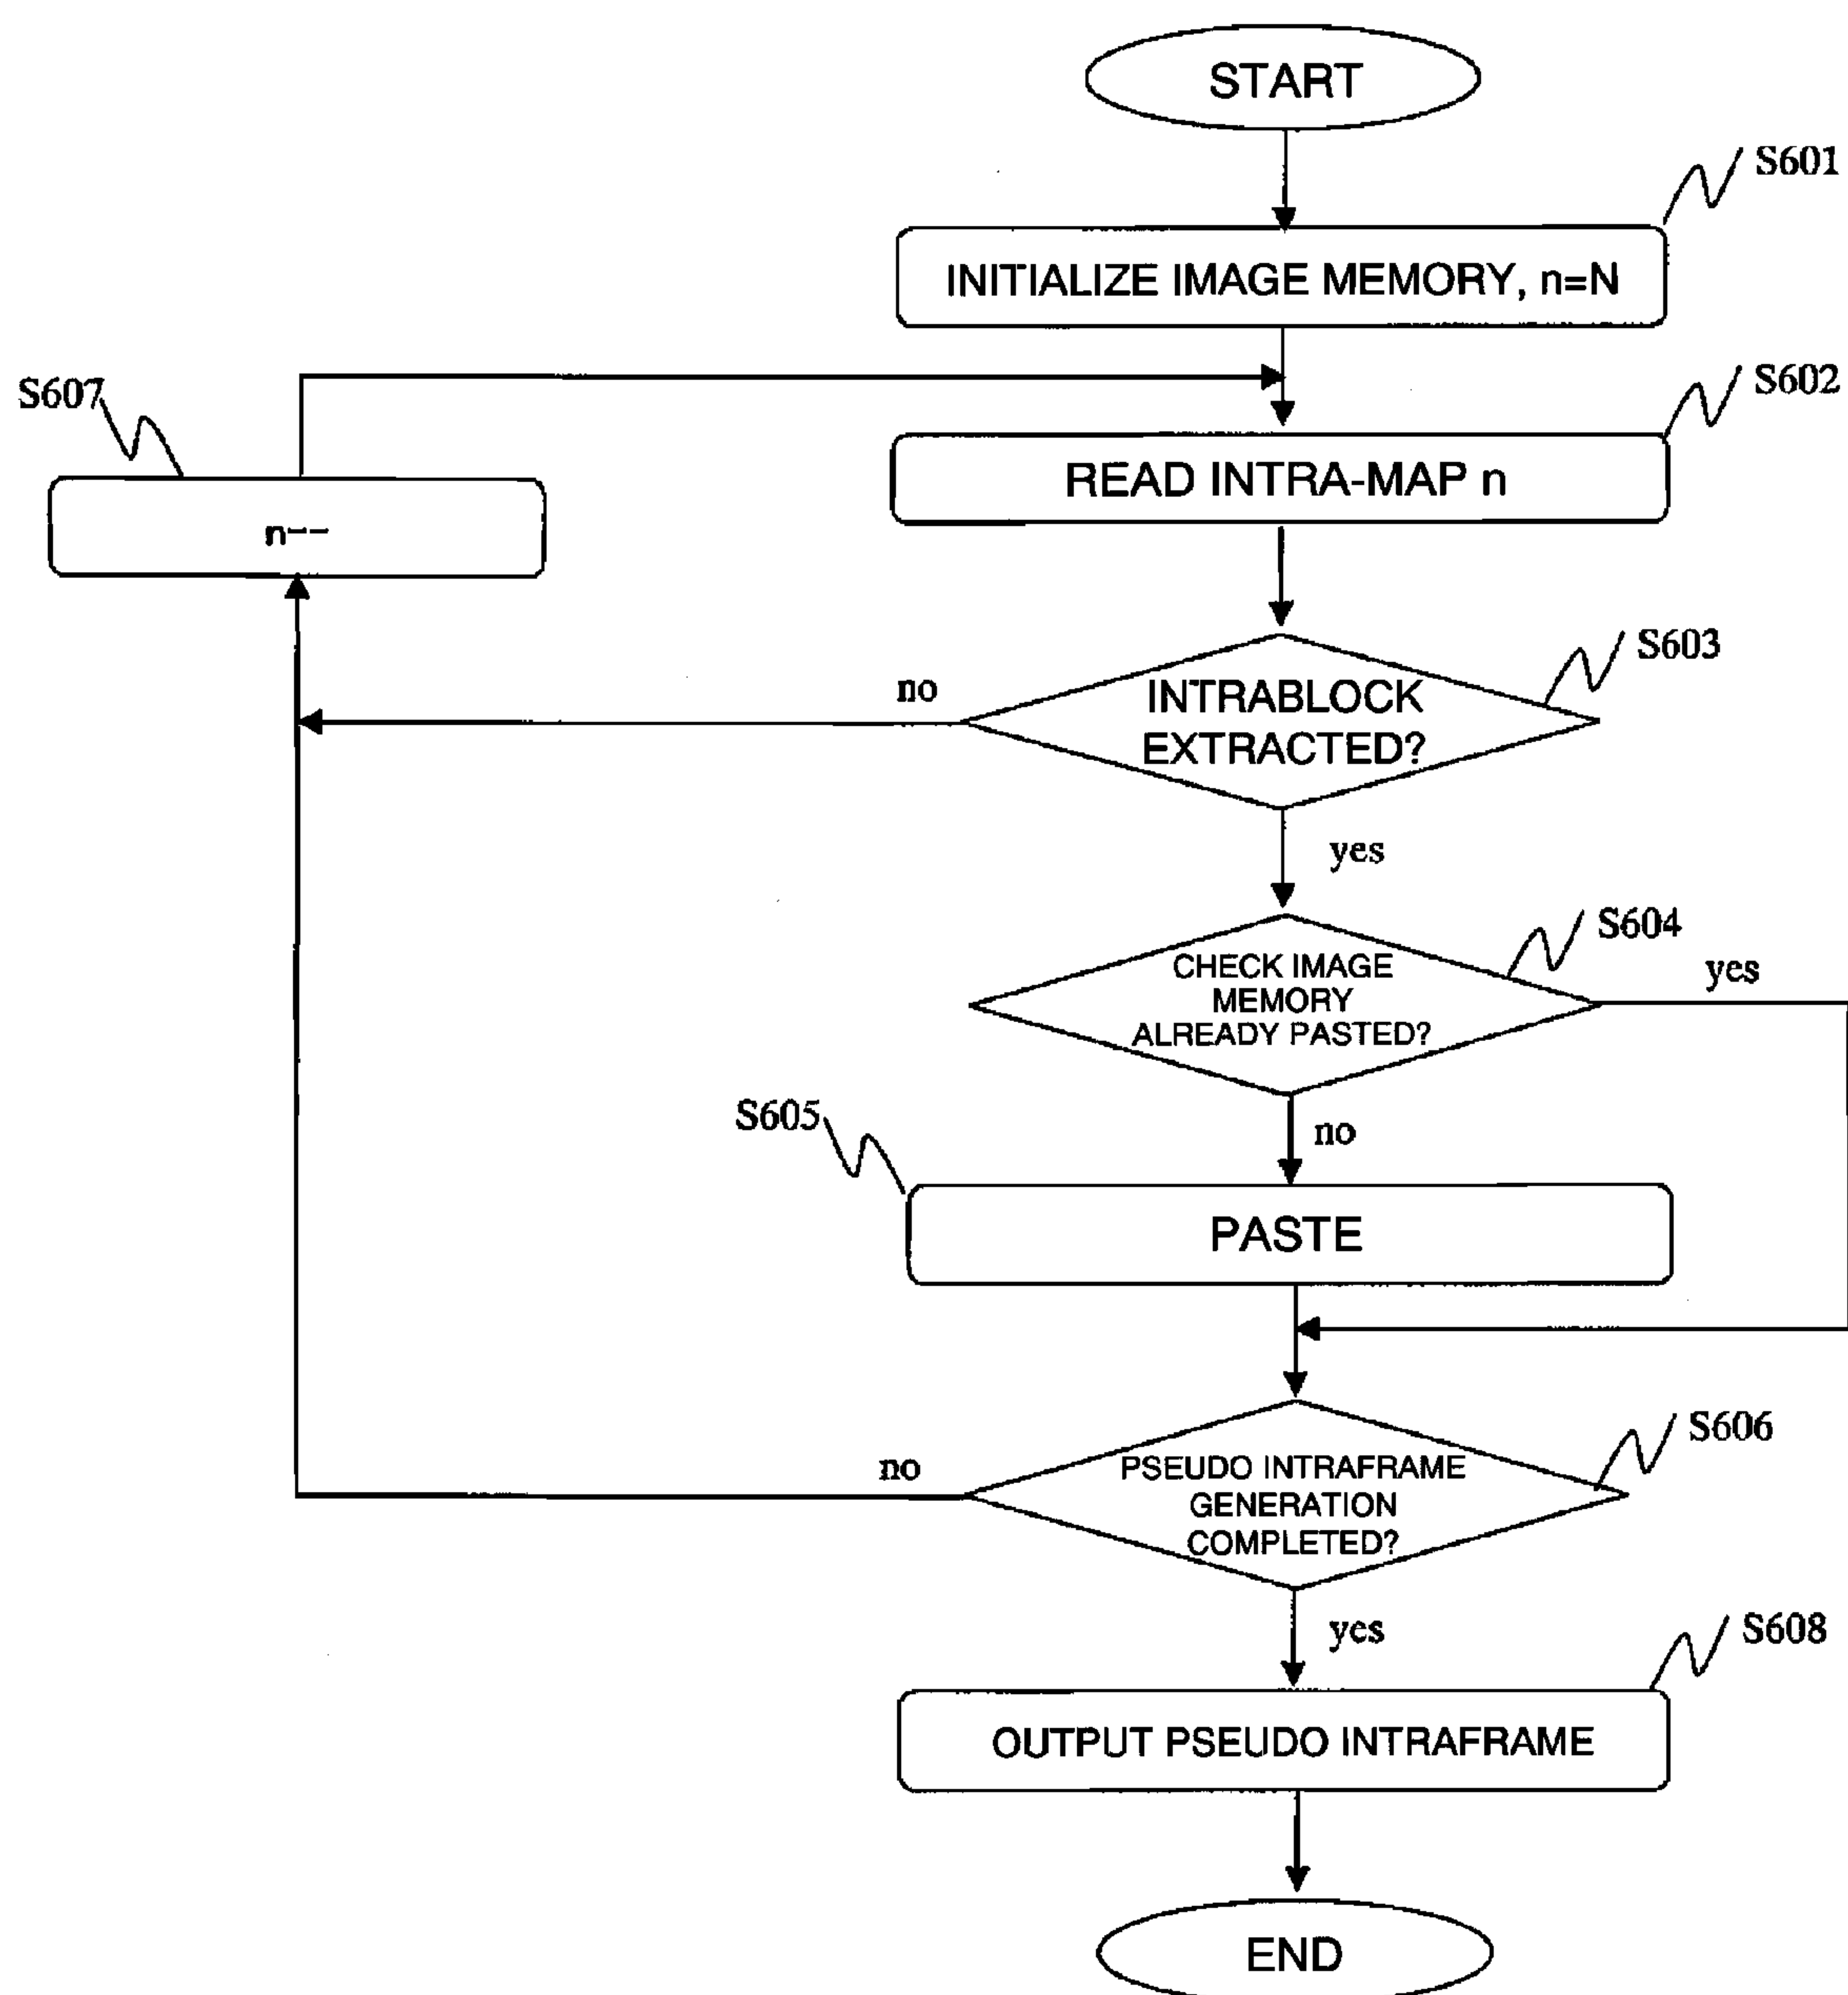 START
S601
INITIALIZE IMAGE MEMORY, n=N
S607
S602
READ INTRA-MAP n
n--
S603
no
INTRABLOCK
EXTRACTED?
yes
S604
CHECK IMAGE
MEMORY
ALREADY PASTED?
yes
S605
no
PASTE
S606
no
PSEUDO INTRAFRAME
GENERATION
COMPLETED?
yes
S608
OUTPUT PSEUDO INTRAFRAME
END